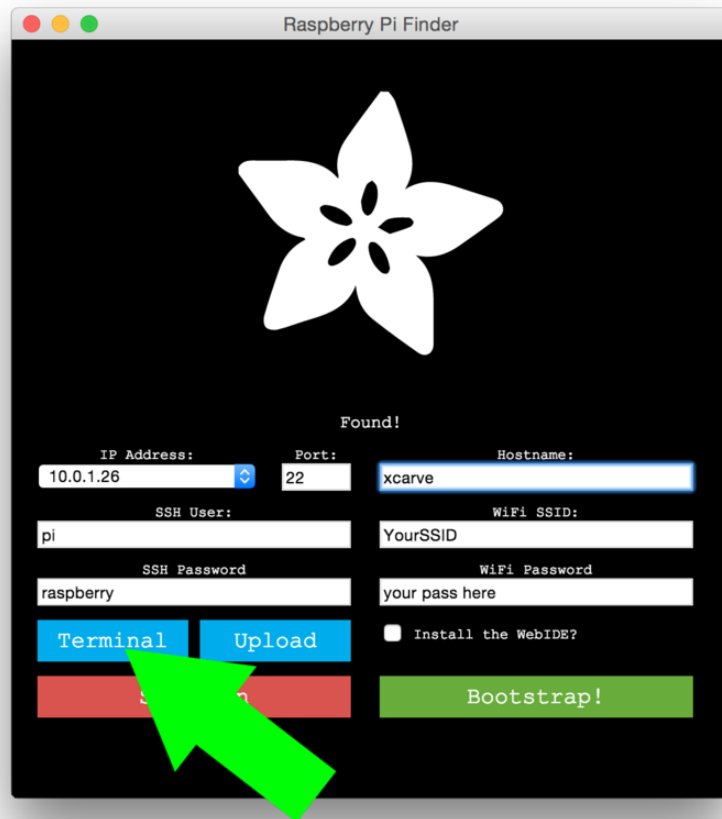 Raspberry Pi Finder
Found!
IP Address: Port: Hostname:
10.0.1.26 22 xcarve
SSH User: WiFi SSID:
pi YourSSID
SSH Password WiFi Password
raspberry your pass here
Terminal Upload Install the WebIDE?
Bootstrap!